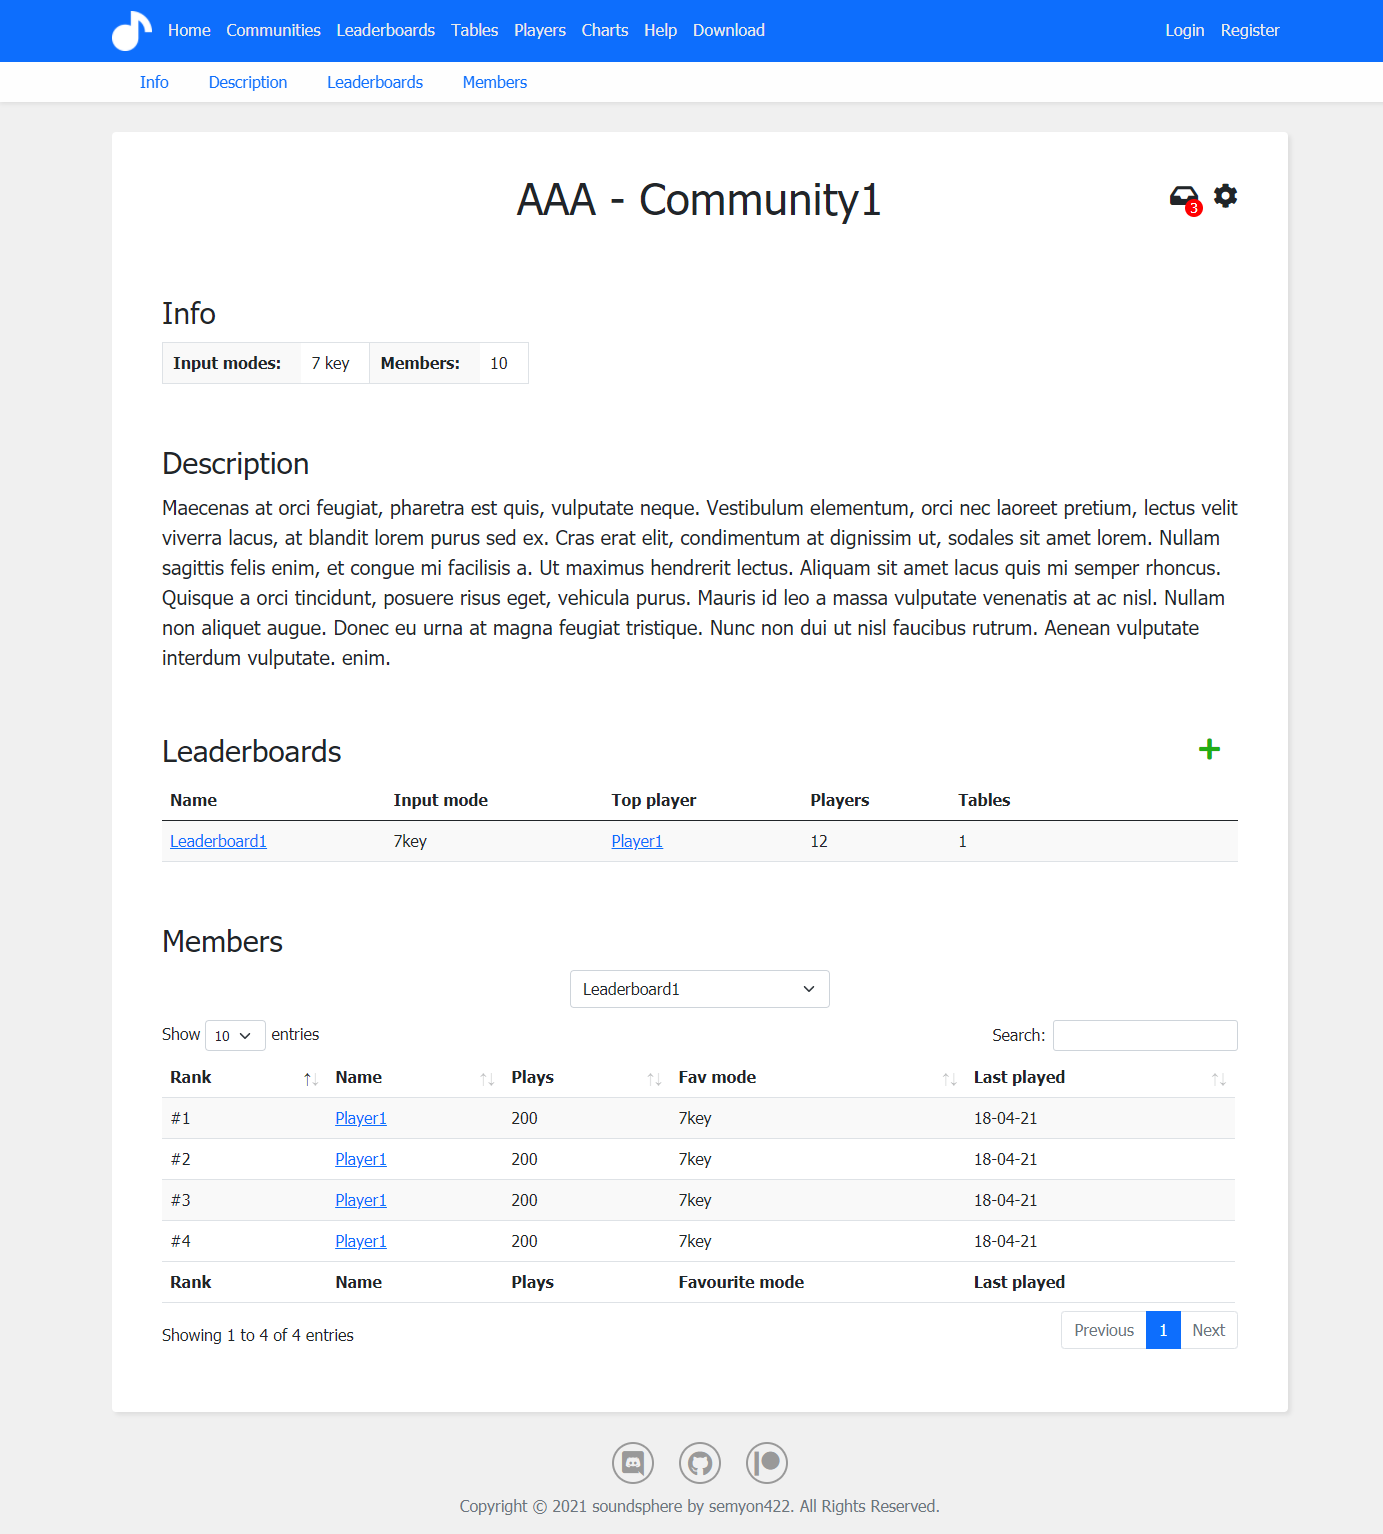 Home Communities Leaderboards Tables Players Charts Help Download Login Register
Info Description Leaderboards Members
AAA - Community1
3
Info
Input modes: 7 key Members: 10
Description
Maecenas at orci feugiat, pharetra est quis, vulputate neque. Vestibulum elementum, orci nec laoreet pretium, lectus velit
viverra lacus, at blandit lorem purus sed ex. Cras erat elit, condimentum at dignissim ut, sodales sit amet lorem. Nullam
sagittis felis enim, et congue mi facilisis a. Ut maximus hendrerit lectus. Aliquam sit amet lacus quis mi semper rhoncus.
Quisque a orci tincidunt, posuere risus eget, vehicula purus. Mauris id leo a massa vulputate venenatis at ac nisl. Nullam
non aliquet augue. Donec eu urna at magna feugiat tristique. Nunc non dui ut nisl faucibus rutrum. Aenean vulputate
interdum vulputate. enim.
Leaderboards
Name Input mode Top player Players Tables
Leaderboard1 7key Player1 12 1
Members
Leaderboard1
Show 10 entries Search:
Rank Name Plays Fav mode Last played
#1 Player1 200 7key 18-04-21
#2 Player1 200 7key 18-04-21
#3 Player1 200 7key 18-04-21
#4 Player1 200 7key 18-04-21
Rank Name Plays Favourite mode Last played
Showing 1 to 4 of 4 entries Previous 1 Next
Copyright © 2021 soundsphere by semyon422. All Rights Reserved.